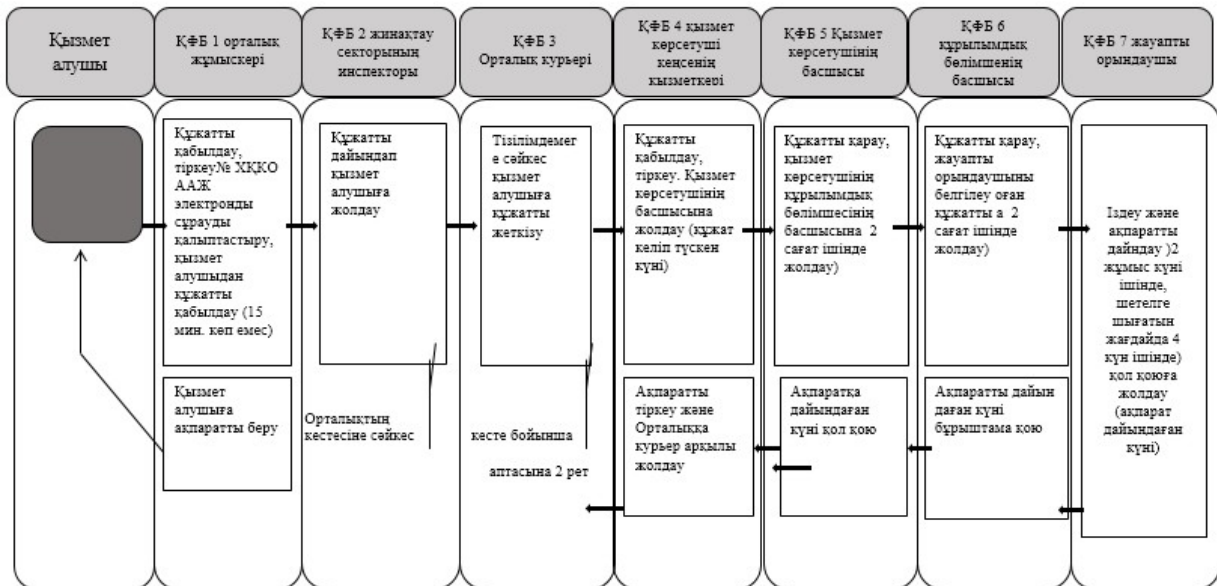 Қызмет
алушы
ҚФБ 1 орталық
жұмыскері
ҚФБ 2 жинақтау
секторының
инспекторы
ҚФБ 3
Орталық курьері
ҚФБ 4 қызмет
көрсетуші
кеңсенің
қызметкері
ҚФБ 5 Қызмет
көрсетушінің
басшысы
ҚФБ 6
құрылымдық
бөлімшенің
басшысы
ҚФБ 7 жауапты
орындаушы
Құжатты
қабылдау,
тіркеу№ ХҚКО
ААЖ
электронды
сұрауды
қалыптастыру,
қызмет
алушыдан
құжатты
қабылдау (15
мин. көп емес)
Құжатты
дайындап
қызмет
алушыға
жолдау
Тізілімдемег
е сәйкес
қызмет
алушыға
құжатты
жеткізу
Құжатты
қабылдау,
тіркеу. Қызмет
көрсетушінің
басшысына
жолдау (құжат
келіп түскен
күні)
Құжатты қарау,
қызмет
көрсетушінің
құрылымдық
бөлімшесінің
басшысына 2
сағат ішінде
жолдау)
Құжатты қарау,
жауапты
орындаушыны
белгілеу оған
құжатты а 2
сағат ішінде
жолдау)
Іздеу және
ақпаратты
дайндау )2
жұмыс күні
ішінде,
шетелге
шығатын
жағдайда 4
күн ішінде)
қол қоюға
жолдау
(ақпарат
дайындаған
күні)
Қызмет
алушыға
ақпаратты беру
Орталықтың
кестесіне сәйкес
кесте бойынша
аптасына 2 рет
Ақпаратты
тіркеу және
Орталыққа
курьер арқылы
жолдау
Ақпаратқа
дайындаған
күні қол қою
Ақпаратты дайын
даған күні
бұрыштама қою